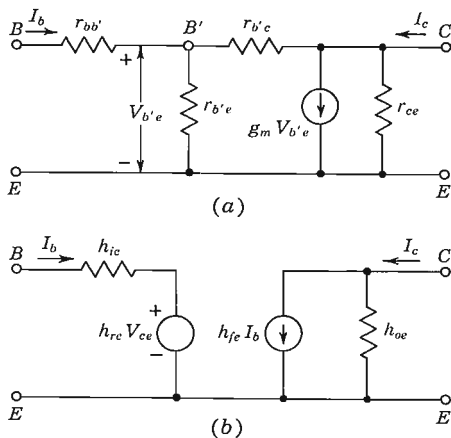 B I_b r_bb' B' r_b'c I_c C
+
V_b'e r_b'e g_m V_b'e r_ce
−
E E
(a)
B I_b h_ic I_c C
+
h_rc V_ce h_fe I_b h_oe
−
E E
(b)